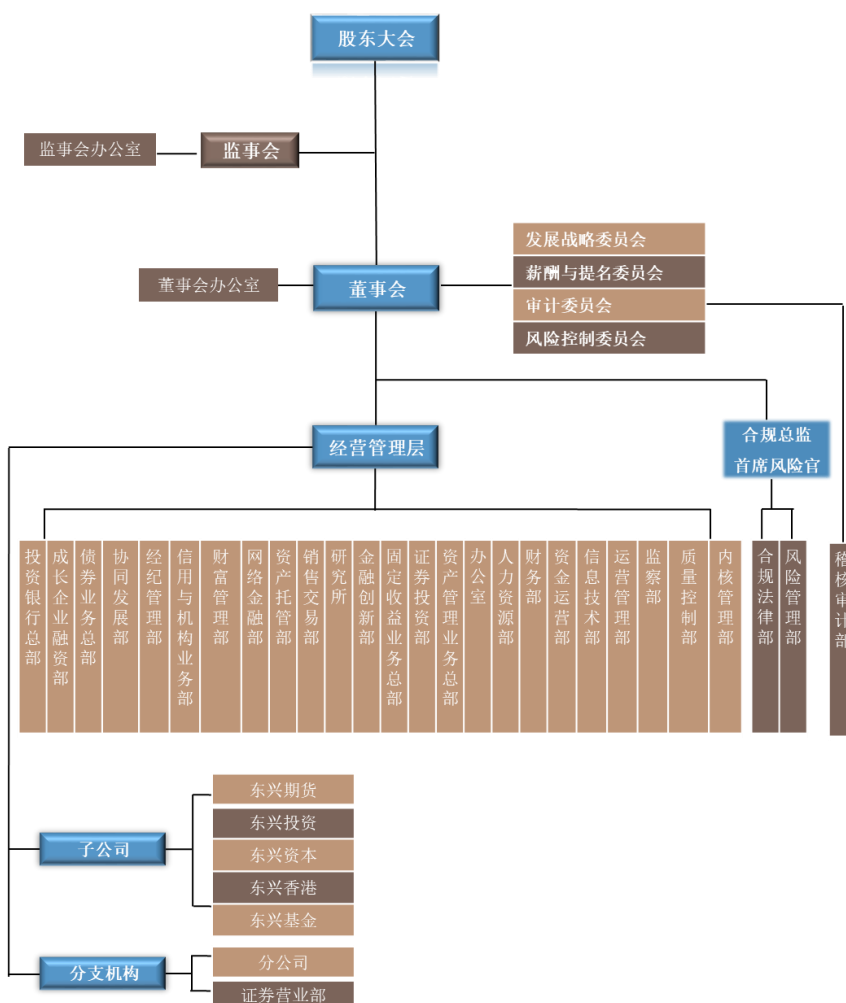 股东大会
监事会办公室
监事会
发展战略委员会
薪酬与提名委员会
审计委员会
风险控制委员会
董事会办公室
董事会
经营管理层
合规总监
首席风险官
投资银行总部
成长企业融资部
债券业务总部
协同发展部
经纪管理部
信用与机构业务部
财富管理部
网络金融部
资产托管部
销售交易部
研究所
金融创新部
固定收益业务总部
证券投资部
资产管理业务总部
办公室
人力资源部
财务部
资金运营部
信息技术部
运营管理部
监察部
质量控制部
内核管理部
合规法律部
风险管理部
稽核审计部
子公司
东兴期货
东兴投资
东兴资本
东兴香港
东兴基金
分支机构
分公司
证券营业部